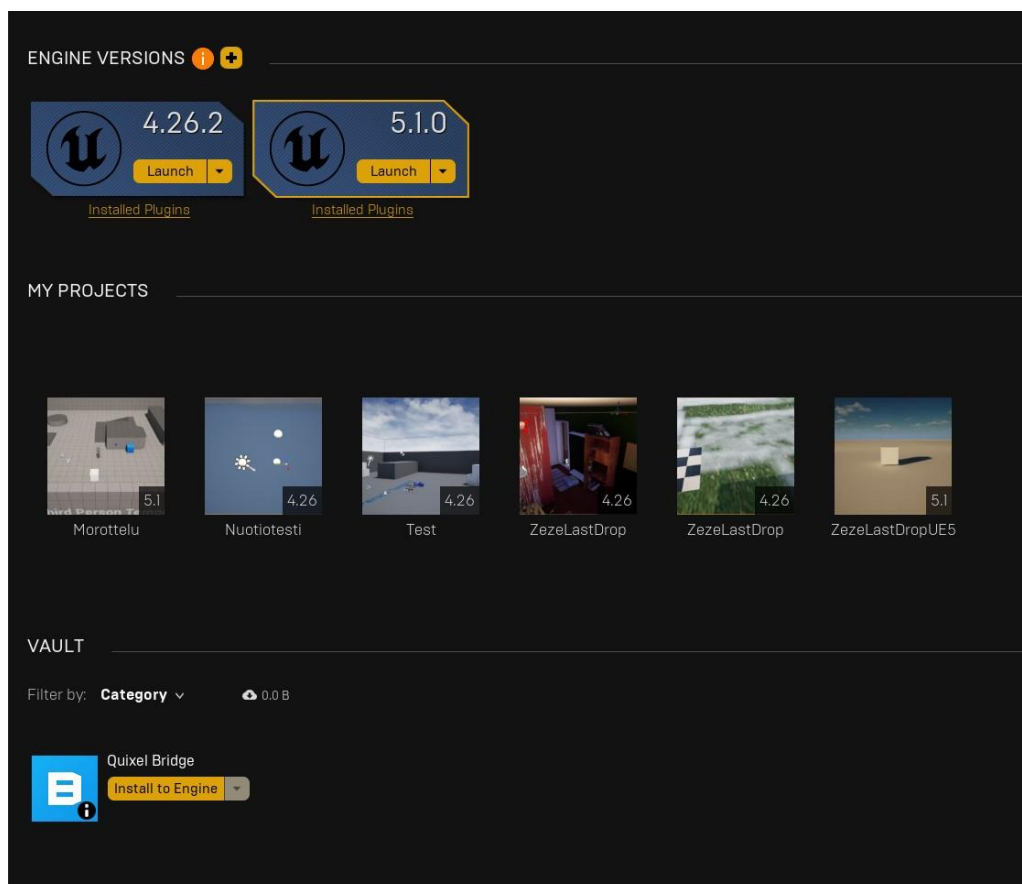 ENGINE VERSIONS
4.26.2
Launch
Installed Plugins
5.1.0
Launch
Installed Plugins
MY PROJECTS
5.1
Morottelu
4.26
Nuotiotesti
4.26
Test
4.26
ZezeLastDrop
4.26
ZezeLastDrop
5.1
ZezeLastDropUE5
VAULT
Filter by: Category 0.0 B
Quixel Bridge
Install to Engine